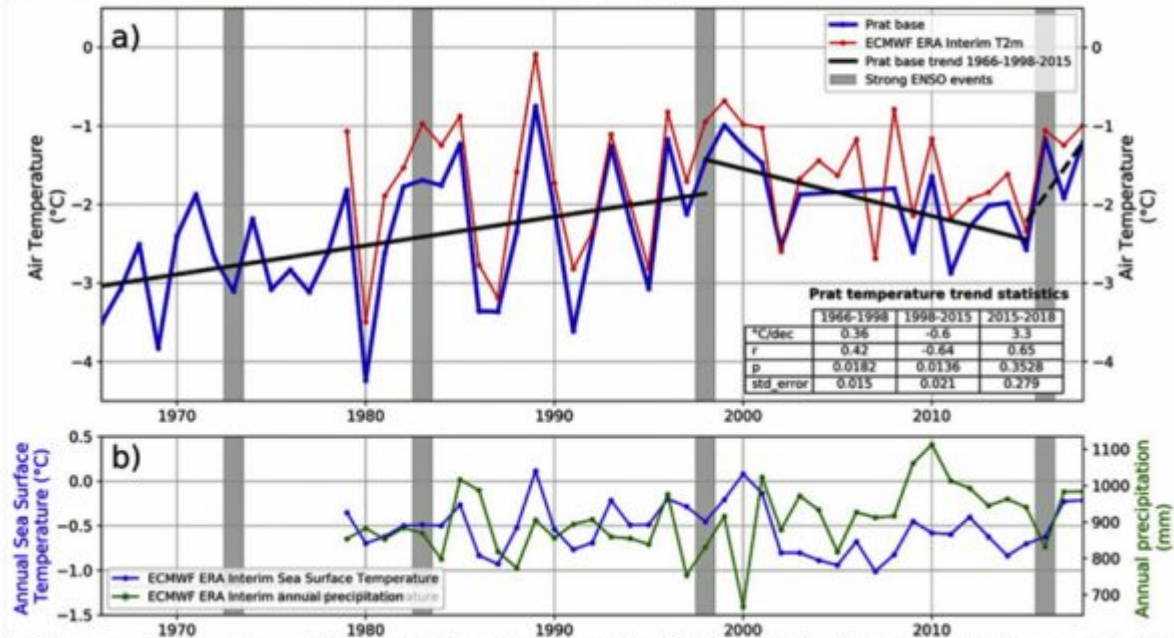 a)
Prat base
ECMWF ERA Interim T2m
Prat base trend 1966-1998-2015
Strong ENSO events
Air Temperature
(°C)
0
−1
−2
−3
−4
0
−1
−2
−3
−4
Air Temperature
(°C)
Prat temperature trend statistics
1966-1998 1998-2015 2015-2018
°C/dec 0.36 -0.6 3.3
r 0.42 -0.64 0.65
p 0.0182 0.0136 0.3528
std_error 0.015 0.021 0.279
1970 1980 1990 2000 2010
b)
Annual Sea Surface
Temperature (°C)
0.5
0.0
−0.5
−1.0
−1.5
1100
1000
900
800
700
Annual precipitation
(mm)
ECMWF ERA Interim Sea Surface Temperature
ECMWF ERA Interim annual precipitation
1970 1980 1990 2000 2010